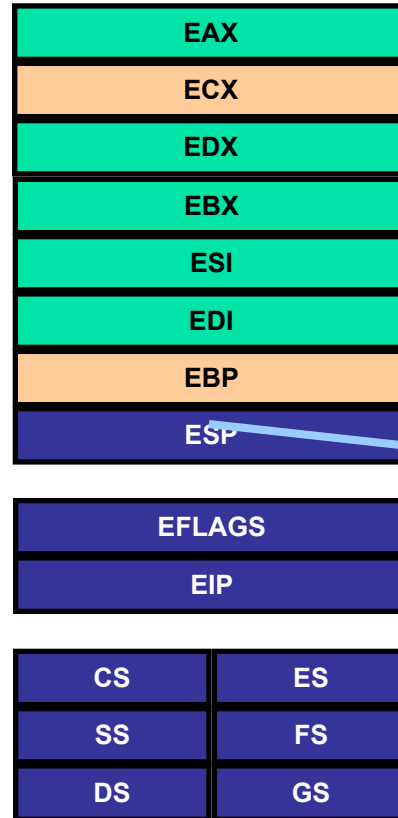 EAX
ECX
EDX
EBX
ESI
EDI
EBP
ESP
EFLAGS
EIP
CS ES
SS FS
DS GS